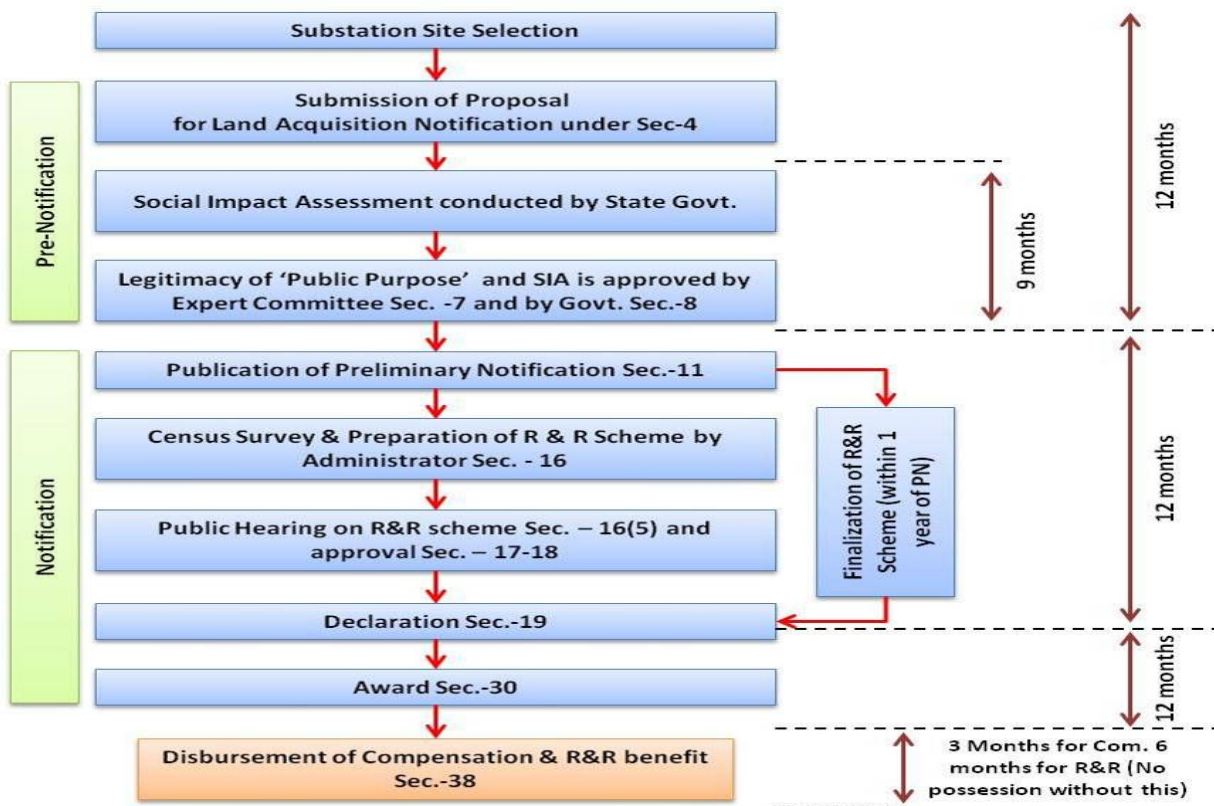 Substation Site Selection
Pre-Notification
Submission of Proposal
for Land Acquisition Notification under Sec-4
Social Impact Assessment conducted by State Govt.
Legitimacy of ‘Public Purpose’ and SIA is approved by
Expert Committee Sec. -7 and by Govt. Sec.-8
9 months
12 months
Notification
Publication of Preliminary Notification Sec.-11
Census Survey & Preparation of R & R Scheme by
Administrator Sec. - 16
Public Hearing on R&R scheme Sec. – 16(5) and
approval Sec. – 17-18
Finalization of R&R
Scheme (within 1
year of PN)
12 months
Declaration Sec.-19
Award Sec.-30
12 months
Disbursement of Compensation & R&R benefit
Sec.-38
3 Months for Com. 6
months for R&R (No
possession without this)